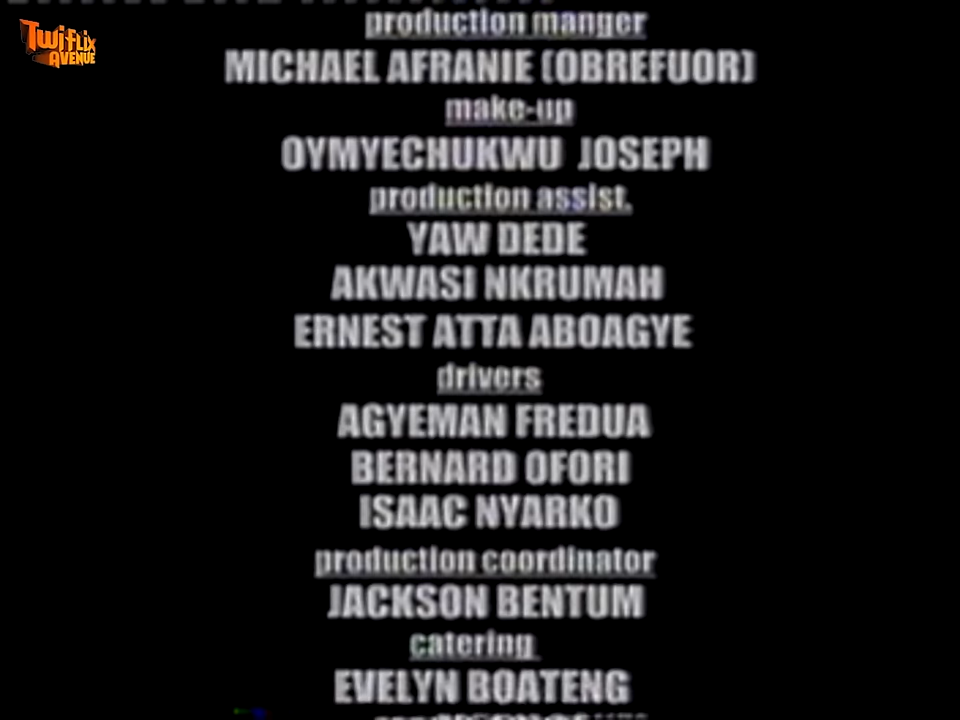 TWIFLIX
AVENUE
production manger
MICHAEL AFRANIE (OBREFUOR)
make-up
OYMYECHUKWU JOSEPH
production assist.
YAW DEDE
AKWASI NKRUMAH
ERNEST ATTA ABOAGYE
drivers
AGYEMAN FREDUA
BERNARD OFORI
ISAAC NYARKO
production coordinator
JACKSON BENTUM
catering
EVELYN BOATENG